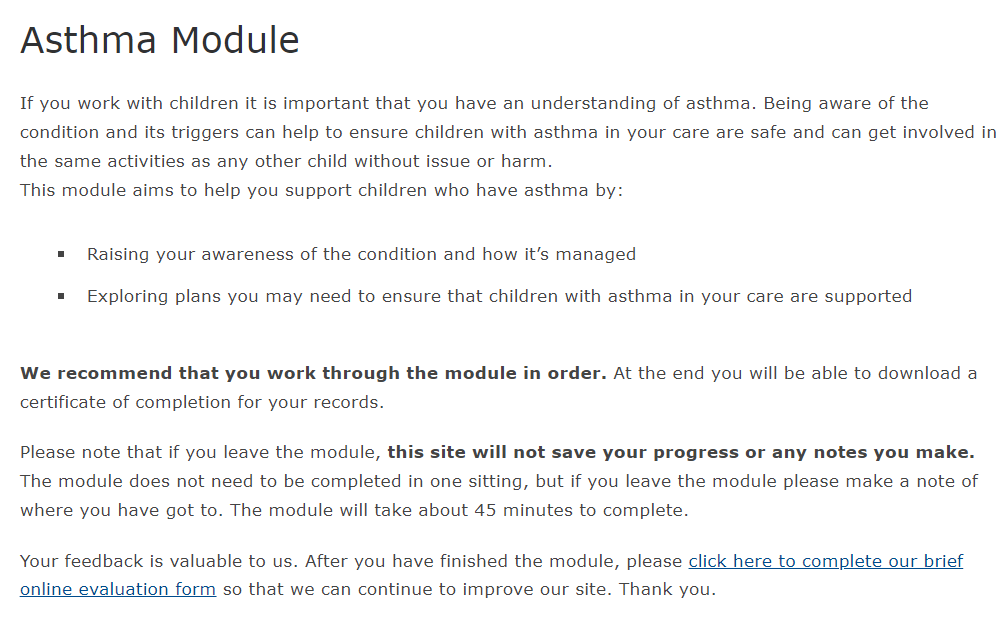 Asthma Module
If you work with children it is important that you have an understanding of asthma. Being aware of the
condition and its triggers can help to ensure children with asthma in your care are safe and can get involved in
the same activities as any other child without issue or harm.
This module aims to help you support children who have asthma by:
▪ Raising your awareness of the condition and how it’s managed
▪ Exploring plans you may need to ensure that children with asthma in your care are supported
We recommend that you work through the module in order. At the end you will be able to download a
certificate of completion for your records.
Please note that if you leave the module, this site will not save your progress or any notes you make.
The module does not need to be completed in one sitting, but if you leave the module please make a note of
where you have got to. The module will take about 45 minutes to complete.
Your feedback is valuable to us. After you have finished the module, please click here to complete our brief
online evaluation form so that we can continue to improve our site. Thank you.